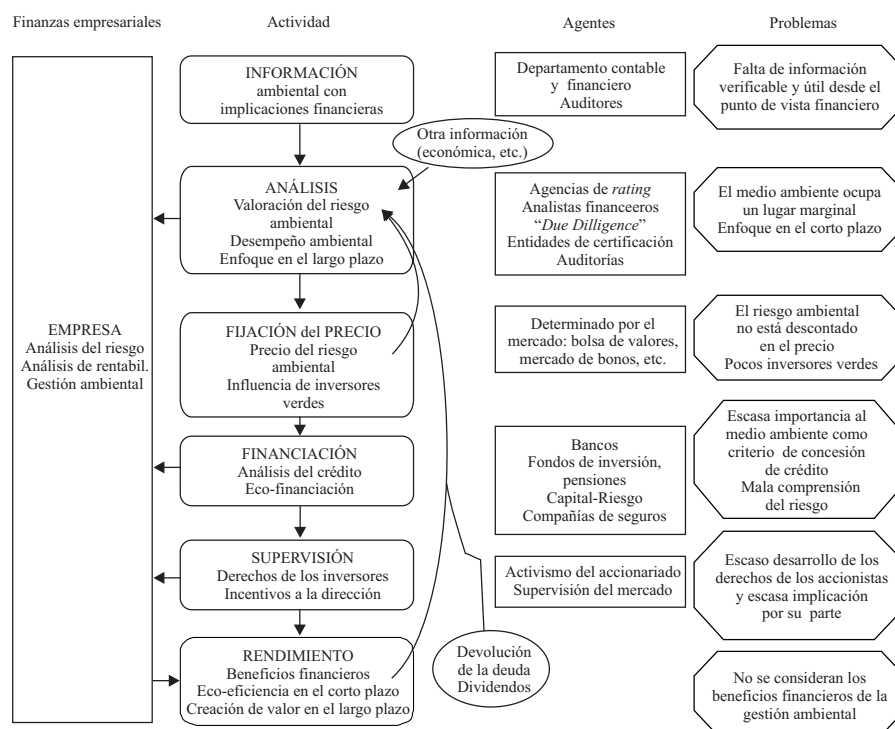 Finanzas empresariales
Actividad
Agentes
Problemas
EMPRESA
Análisis del riesgo
Análisis de rentabil.
Gestión ambiental
INFORMACIÓN
ambiental con
implicaciones financieras
Departamento contable
y financiero
Auditores
Falta de información
verificable y útil desde el
punto de vista financiero
Otra información
(económica, etc.)
ANÁLISIS
Valoración del riesgo
ambiental
Desempeño ambiental
Enfoque en el largo plazo
Agencias de rating
Analistas financeeros
“Due Dilligence”
Entidades de certificación
Auditorías
El medio ambiente ocupa
un lugar marginal
Enfoque en el corto plazo
FIJACIÓN del PRECIO
Precio del riesgo
ambiental
Influencia de inversores
verdes
Determinado por el
mercado: bolsa de valores,
mercado de bonos, etc.
El riesgo ambiental
no está descontado
en el precio
Pocos inversores verdes
FINANCIACIÓN
Análisis del crédito
Eco-financiación
Bancos
Fondos de inversión,
pensiones
Capital-Riesgo
Compañías de seguros
Escasa importancia al
medio ambiente como
criterio de concesión
de crédito
Mala comprensión
del riesgo
SUPERVISIÓN
Derechos de los inversores
Incentivos a la dirección
Activismo del accionariado
Supervisión del mercado
Escaso desarrollo de los
derechos de los accionistas
y escasa implicación
por su parte
RENDIMIENTO
Beneficios financieros
Eco-eficiencia en el corto plazo
Creación de valor en el largo plazo
Devolución
de la deuda
Dividendos
No se consideran los
beneficios financieros de la
gestión ambiental